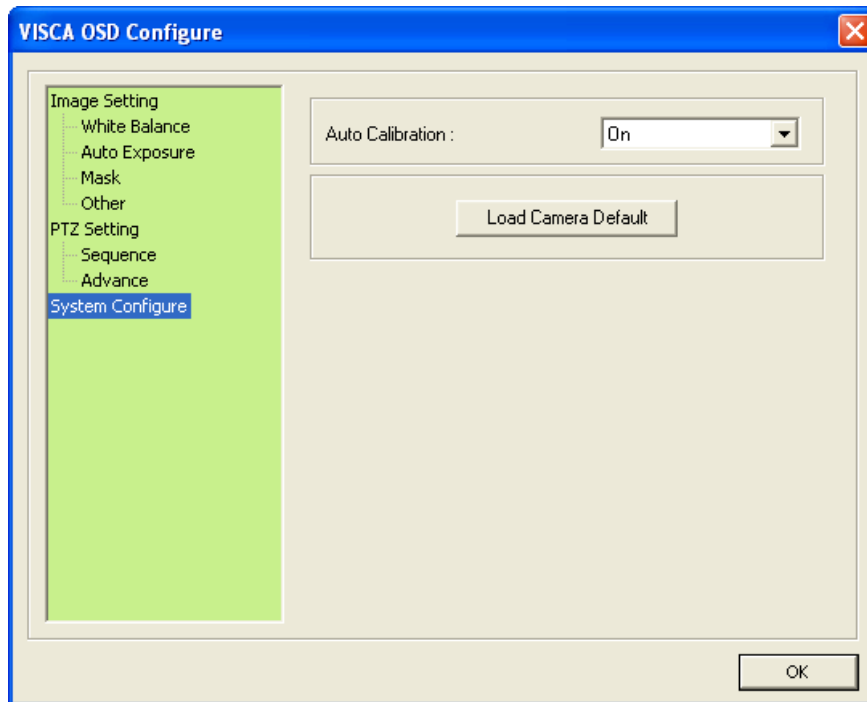 VISCA OSD Configure
Image Setting
White Balance
Auto Exposure
Mask
Other
PTZ Setting
Sequence
Advance
System Configure
Auto Calibration :
On
Load Camera Default
OK